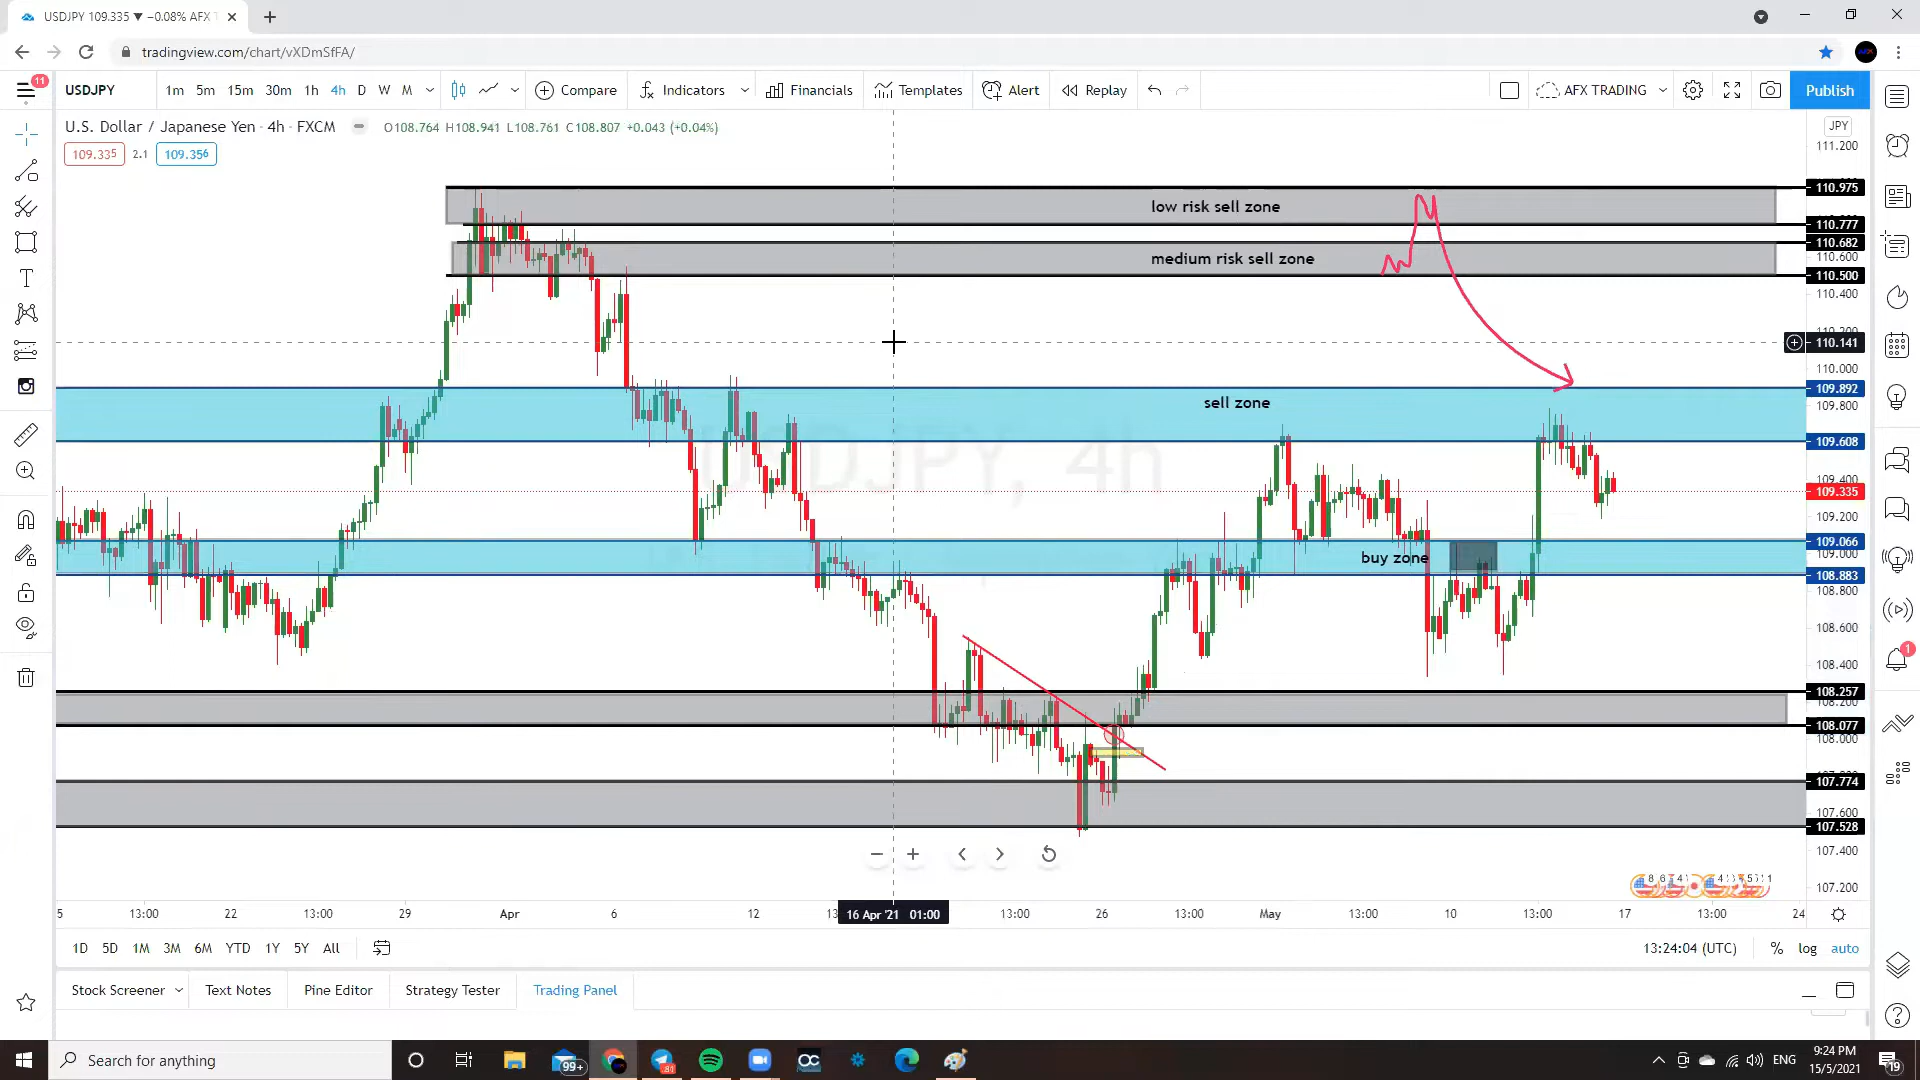 USDJPY 109.335 ▼ −0.08% AFX T
tradingview.com/chart/vXDmSfFA/
11
USDJPY 1m 5m 15m 30m 1h 4h D W M Compare Indicators Financials Templates Alert Replay AFX TRADING Publish
U.S. Dollar / Japanese Yen · 4h · FXCM O108.764 H108.941 L108.761 C108.807 +0.043 (+0.04%)
JPY
109.335 2.1 109.356
111.200
110.975
low risk sell zone
110.777
110.682
medium risk sell zone
110.600
110.500
110.400
110.141
110.000
109.892
sell zone
109.800
109.608
USDJPY, 4h
109.400
109.335
109.200
109.066
buy zone
109.000
108.883
108.800
108.600
108.400
108.257
108.200
108.077
108.000
107.774
107.600
107.528
107.400
107.200
5 13:00 22 13:00 29 Apr 6 12 16 Apr '21 01:00 13:00 26 13:00 May 13:00 10 13:00 17 13:00 24
1D 5D 1M 3M 6M YTD 1Y 5Y All 13:24:04 (UTC) % log auto
Stock Screener Text Notes Pine Editor Strategy Tester Trading Panel
1
Search for anything
99+
81
ENG
9:24 PM
15/5/2021
19